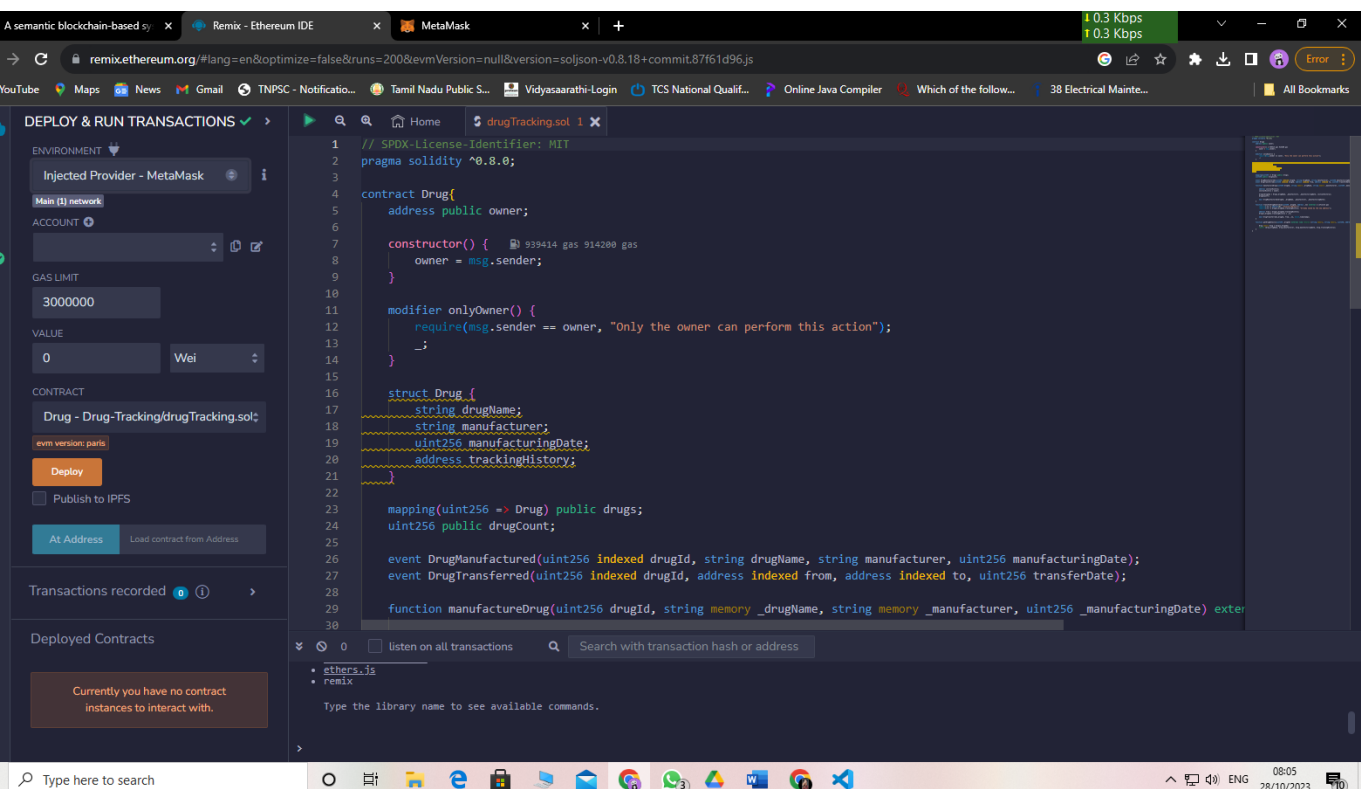 ↓ 0.3 Kbps
↑ 0.3 Kbps
A semantic blockchain-based sy
Remix - Ethereum IDE
MetaMask
remix.ethereum.org/#lang=en&optimize=false&runs=200&evmVersion=null&version=soljson-v0.8.18+commit.87f61d96.js
Error
YouTube Maps News Gmail TNPSC - Notificatio... Tamil Nadu Public S... Vidyasaarathi-Login TCS National Qualif... Online Java Compiler Which of the follow... 38 Electrical Mainte... All Bookmarks
DEPLOY & RUN TRANSACTIONS
ENVIRONMENT
Injected Provider - MetaMask
Main (1) network
ACCOUNT
GAS LIMIT
3000000
VALUE
0 Wei
CONTRACT
Drug - Drug-Tracking/drugTracking.sol
evm version: paris
Deploy
Publish to IPFS
At Address Load contract from Address
Transactions recorded 0
Deployed Contracts
Currently you have no contract
instances to interact with.
Home drugTracking.sol 1
1 // SPDX-License-Identifier: MIT
2 pragma solidity ^0.8.0;
3
4 contract Drug{
5 address public owner;
6
7 constructor() { 939414 gas 914200 gas
8 owner = msg.sender;
9 }
10
11 modifier onlyOwner() {
12 require(msg.sender == owner, "Only the owner can perform this action");
13 _;
14 }
15
16 struct Drug {
17 string drugName;
18 string manufacturer;
19 uint256 manufacturingDate;
20 address trackingHistory;
21 }
22
23 mapping(uint256 => Drug) public drugs;
24 uint256 public drugCount;
25
26 event DrugManufactured(uint256 indexed drugId, string drugName, string manufacturer, uint256 manufacturingDate);
27 event DrugTransferred(uint256 indexed drugId, address indexed from, address indexed to, uint256 transferDate);
28
29 function manufactureDrug(uint256 drugId, string memory _drugName, string memory _manufacturer, uint256 _manufacturingDate) exter
30
0 listen on all transactions Search with transaction hash or address
ethers.js
remix
Type the library name to see available commands.
>
Type here to search
ENG
08:05
28/10/2023
10